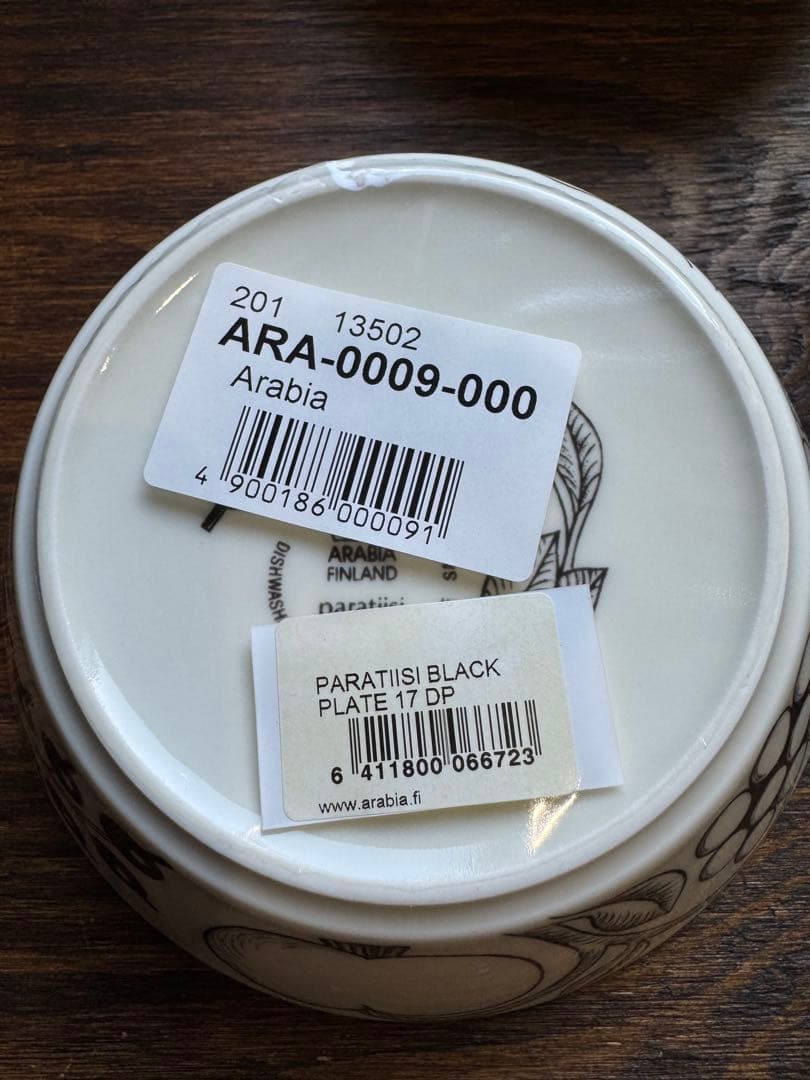 201 13502
ARA-0009-000
Arabia
4 900186 000091
ARABIA
FINLAND
DISHWASH
paratiisi
PARATIISI BLACK
PLATE 17 DP
6 411800 066723
www.arabia.fi